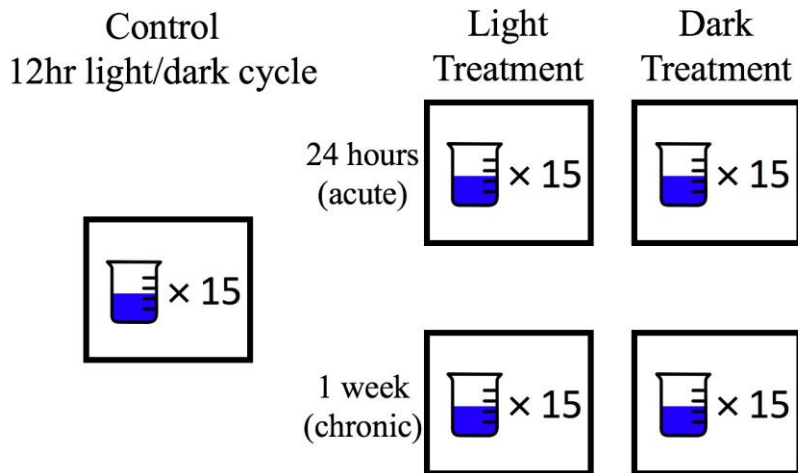 Control
12hr light/dark cycle
Light
Treatment
Dark
Treatment
24 hours
(acute)
× 15
× 15
× 15
1 week
(chronic)
× 15
× 15